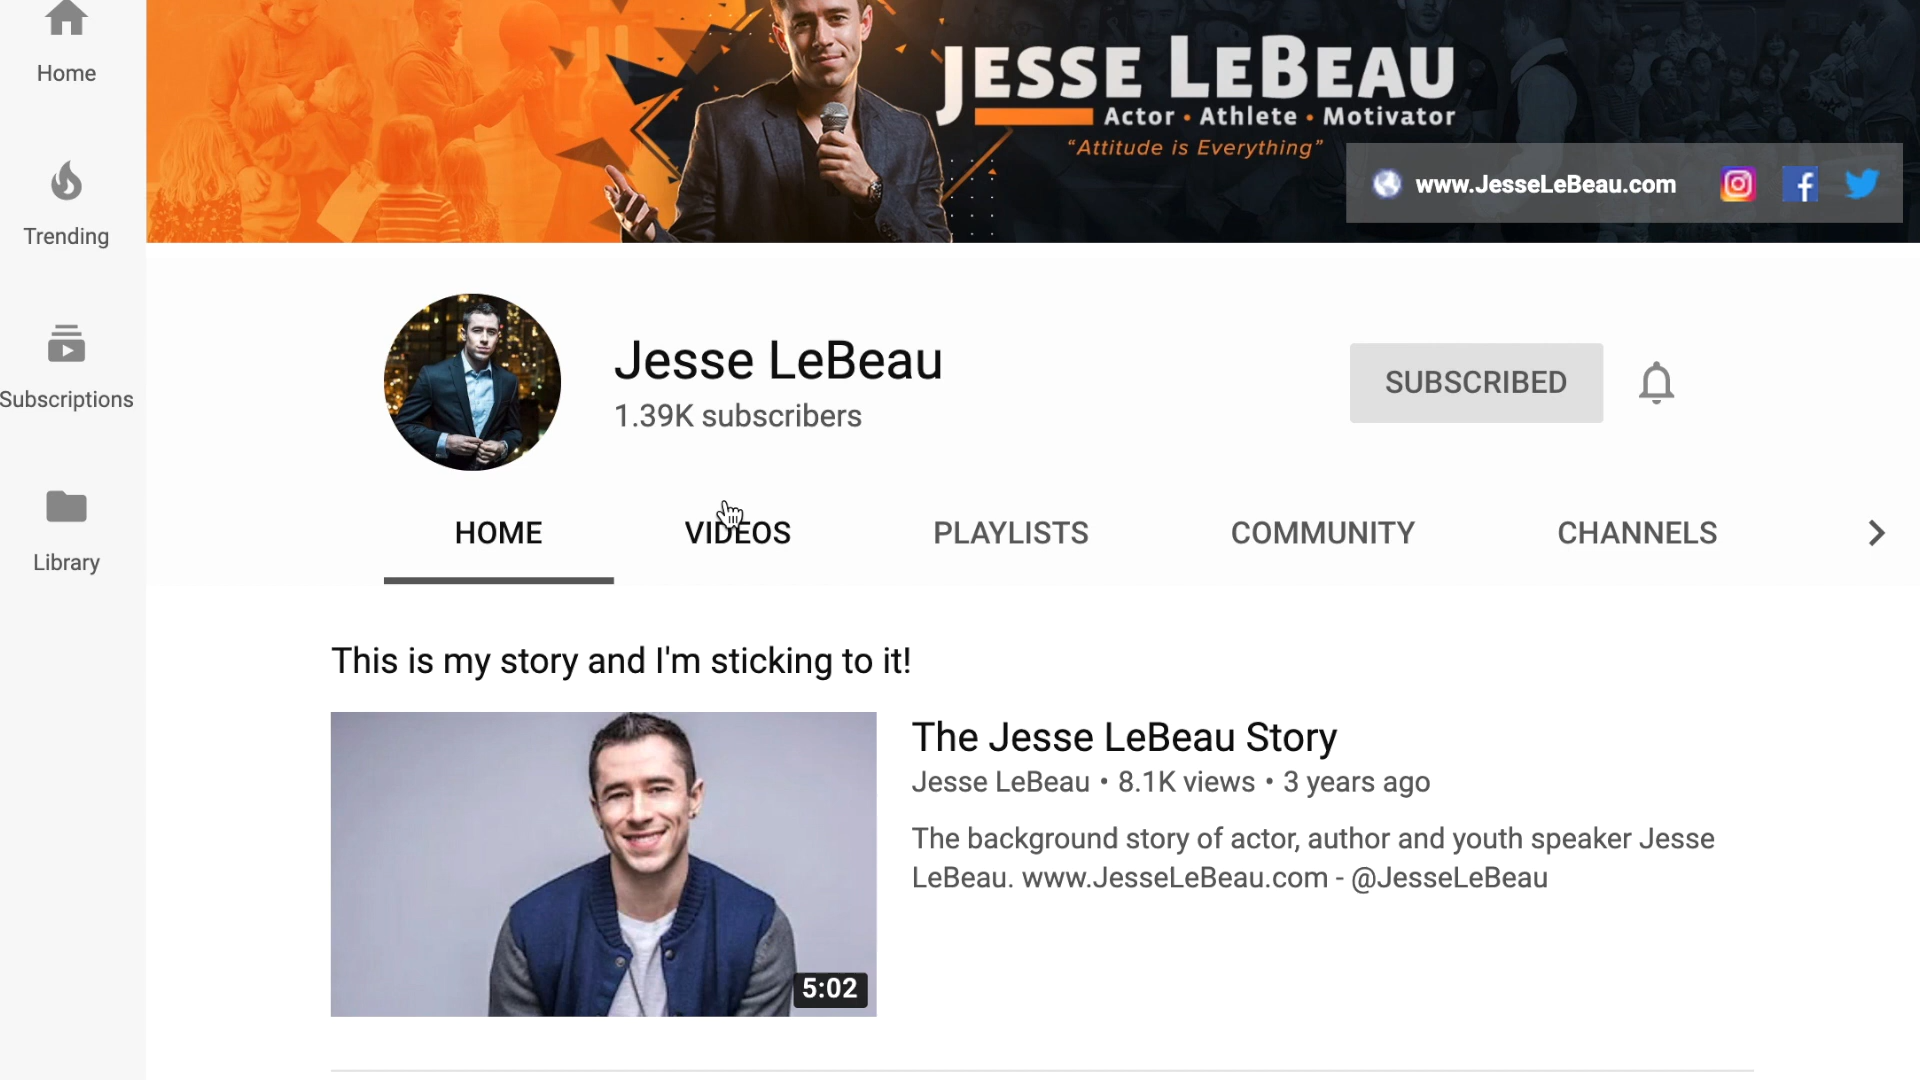 Home
Trending
Subscriptions
Library
JESSE LEBEAU
Actor • Athlete • Motivator
“Attitude is Everything”
www.JesseLeBeau.com
Jesse LeBeau
1.39K subscribers
SUBSCRIBED
HOME VIDEOS PLAYLISTS COMMUNITY CHANNELS
This is my story and I'm sticking to it!
5:02
The Jesse LeBeau Story
Jesse LeBeau • 8.1K views • 3 years ago
The background story of actor, author and youth speaker Jesse
LeBeau. www.JesseLeBeau.com - @JesseLeBeau